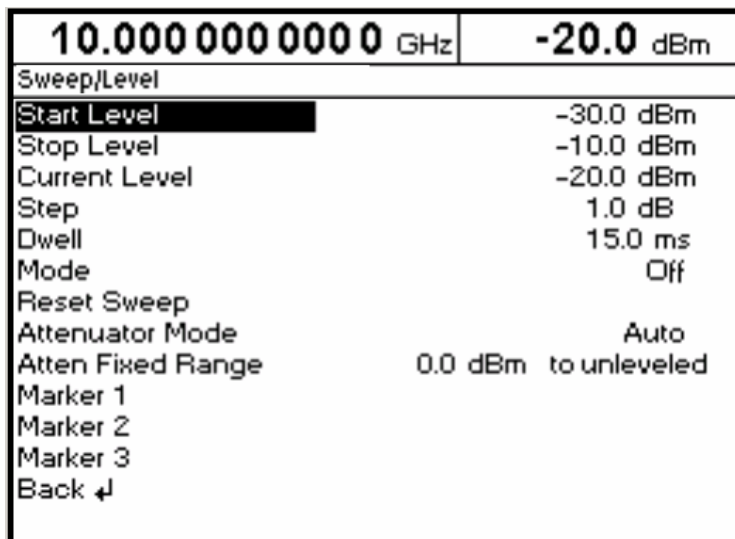 10.000 000 000 0 GHz -20.0 dBm
Sweep/Level
Start Level -30.0 dBm
Stop Level -10.0 dBm
Current Level -20.0 dBm
Step 1.0 dB
Dwell 15.0 ms
Mode Off
Reset Sweep
Attenuator Mode Auto
Atten Fixed Range 0.0 dBm to unleveled
Marker 1
Marker 2
Marker 3
Back ↲